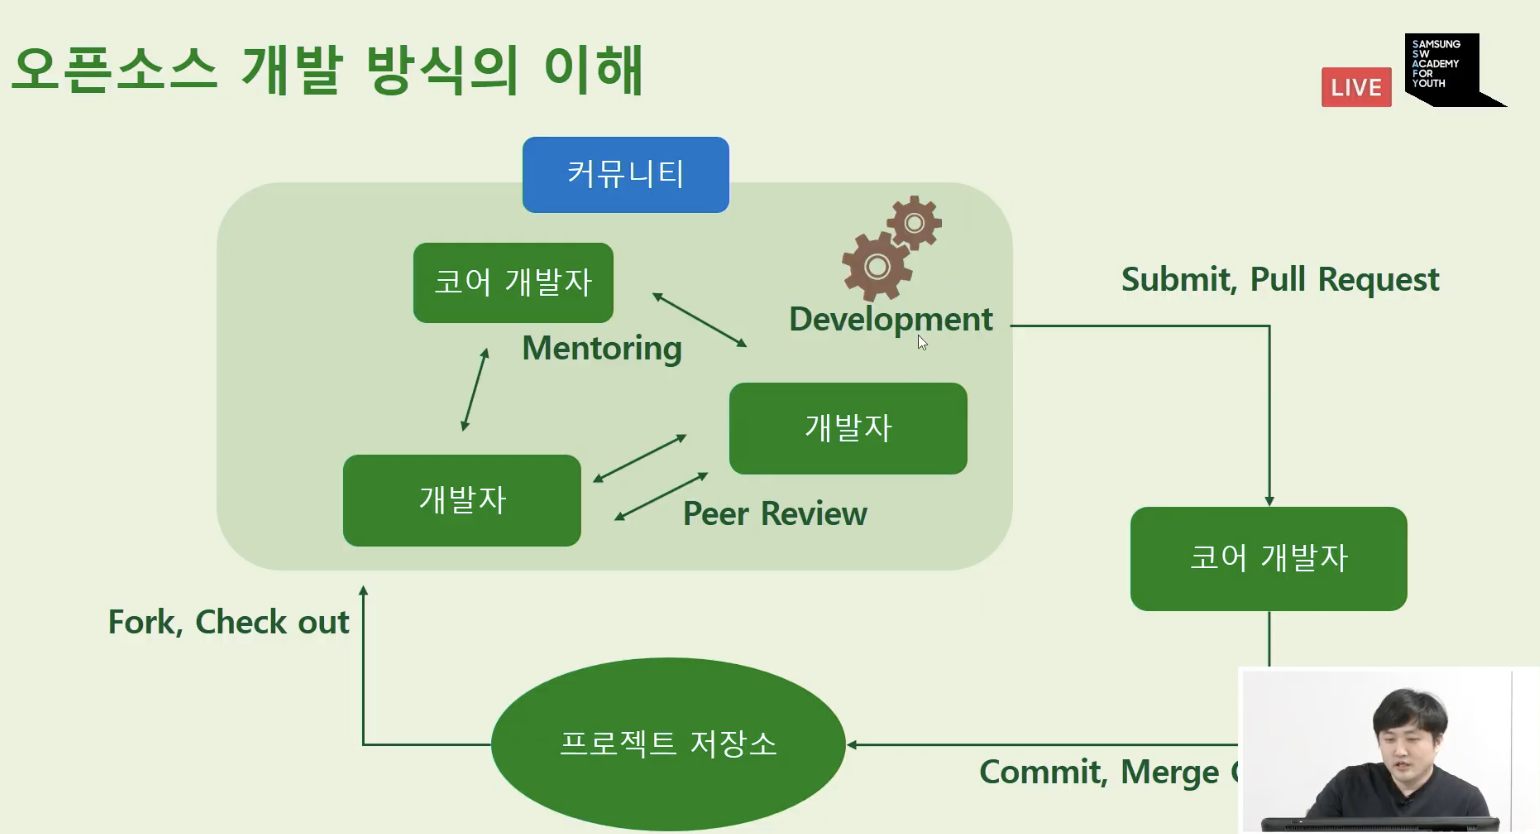 오픈소스 개발 방식의 이해
LIVE
SAMSUNG
SW
ACADEMY
FOR
YOUTH
커뮤니티
코어 개발자
Mentoring
Development
Submit, Pull Request
개발자
개발자
Peer Review
코어 개발자
Fork, Check out
프로젝트 저장소
Commit, Merge